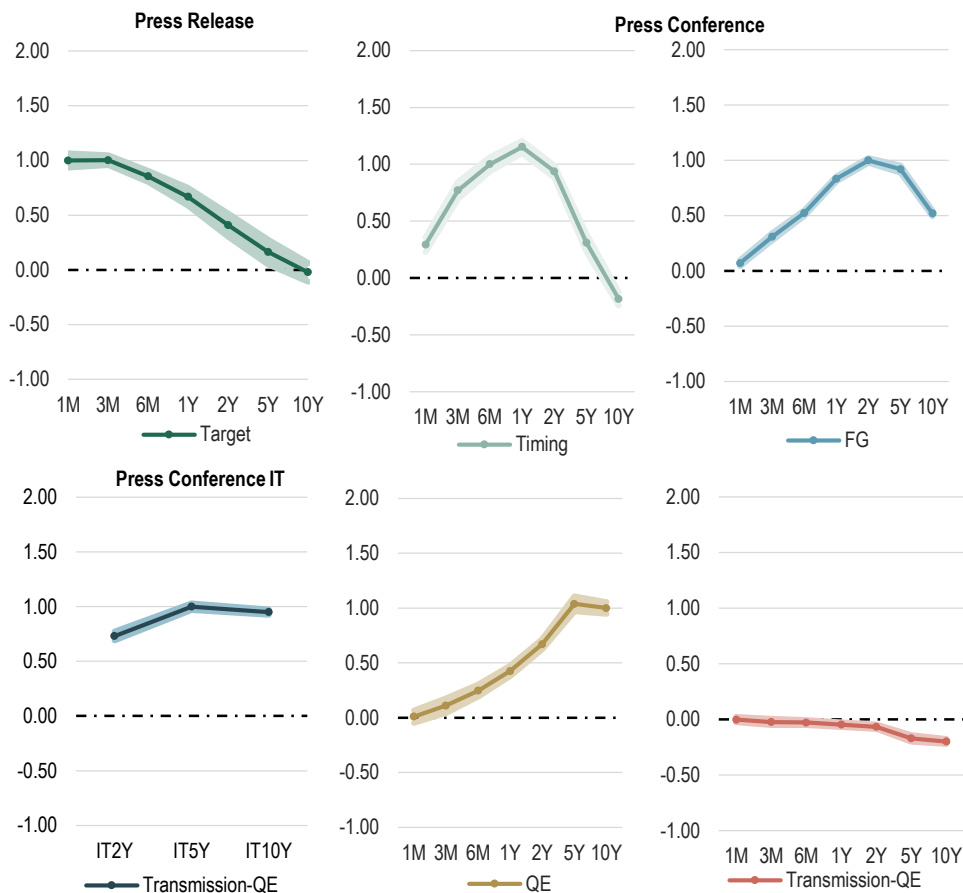 Press Release
2.00
1.50
1.00
0.50
0.00
-0.50
-1.00
1M 3M 6M 1Y 2Y 5Y 10Y
Target
Press Conference
2.00
1.50
1.00
0.50
0.00
-0.50
-1.00
1M 3M 6M 1Y 2Y 5Y 10Y
Timing
2.00
1.50
1.00
0.50
0.00
-0.50
-1.00
1M 3M 6M 1Y 2Y 5Y 10Y
FG
Press Conference IT
2.00
1.50
1.00
0.50
0.00
-0.50
-1.00
IT2Y IT5Y IT10Y
Transmission-QE
2.00
1.50
1.00
0.50
0.00
-0.50
-1.00
1M 3M 6M 1Y 2Y 5Y 10Y
QE
2.00
1.50
1.00
0.50
0.00
-0.50
-1.00
1M 3M 6M 1Y 2Y 5Y 10Y
Transmission-QE